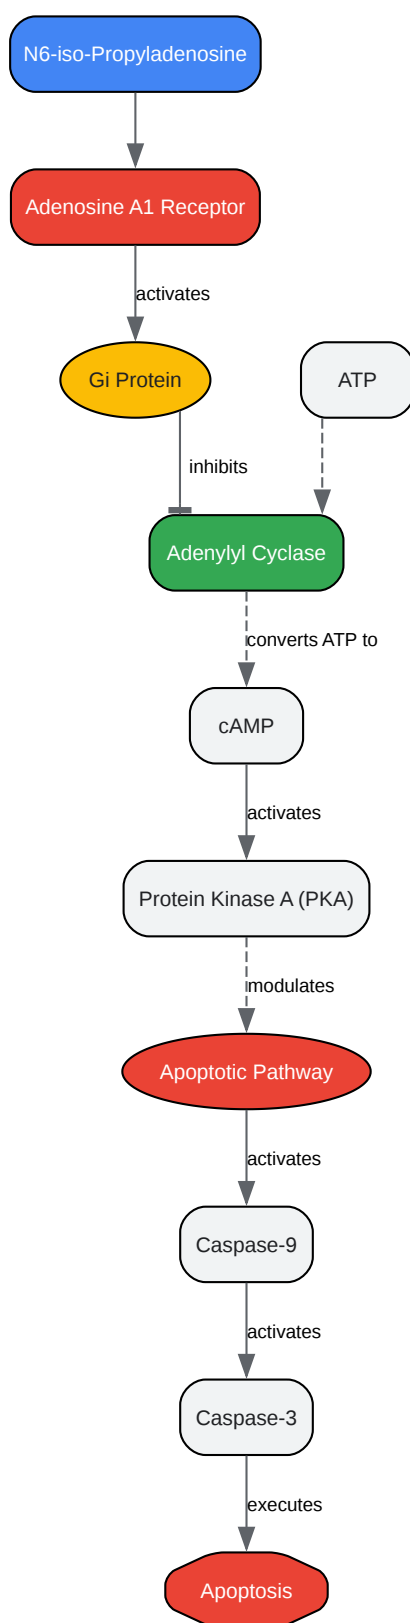 N6-iso-Propyladenosine
Adenosine A1 Receptor
activates
Gi Protein
ATP
inhibits
Adenylyl Cyclase
converts ATP to
cAMP
activates
Protein Kinase A (PKA)
modulates
Apoptotic Pathway
activates
Caspase-9
activates
Caspase-3
executes
Apoptosis